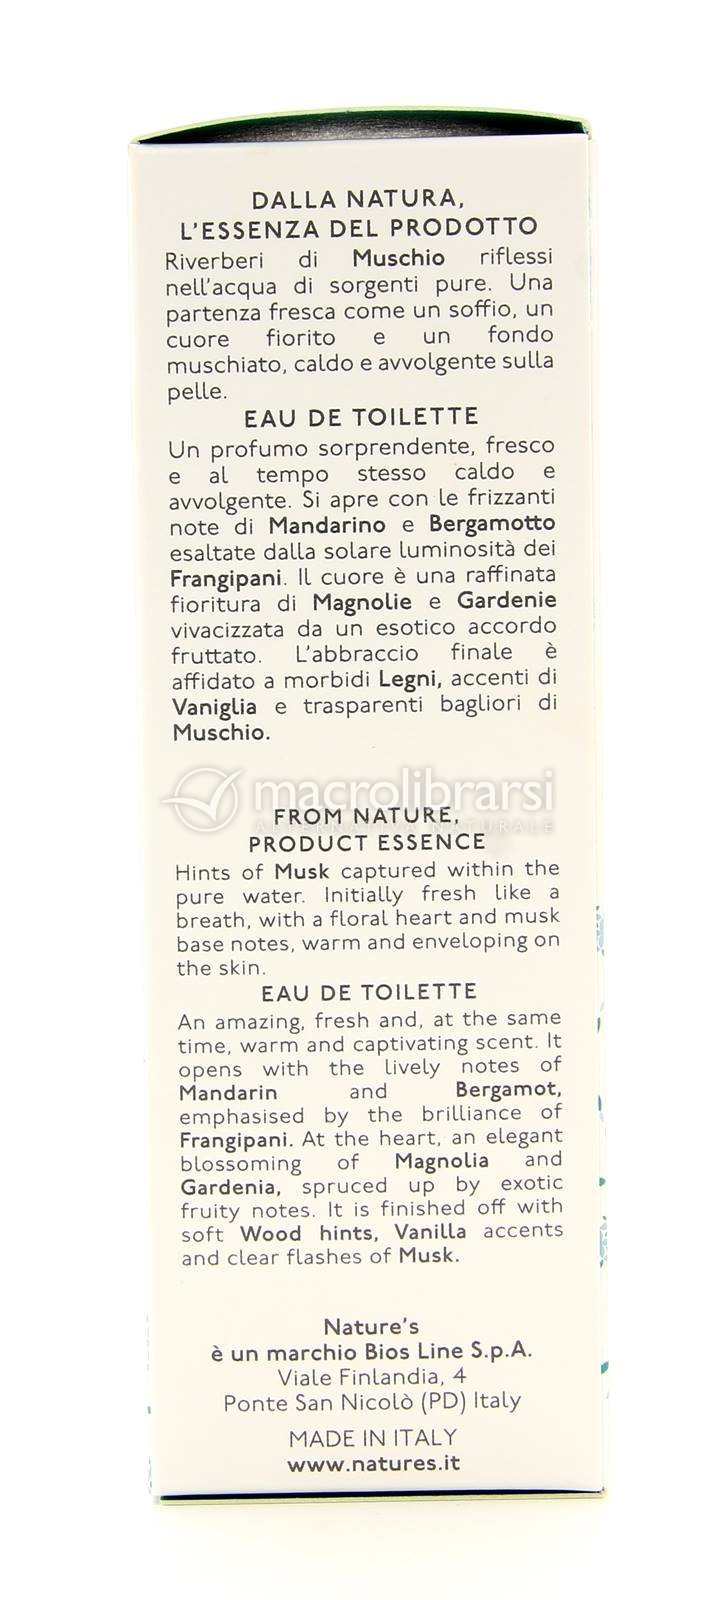 DALLA NATURA,
L'ESSENZA DEL PRODOTTO
Riverberi di Muschio riflessi
nell'acqua di sorgenti pure. Una
partenza fresca come un soffio, un
cuore fiorito e un fondo
muschiato, caldo e avvolgente sulla
pelle.
EAU DE TOILETTE
Un profumo sorprendente, fresco
e al tempo stesso caldo e
avvolgente. Si apre con le frizzanti
note di Mandarino e Bergamotto
esaltate dalla solare luminosità dei
Frangipani. Il cuore è una raffinata
fioritura di Magnolie e Gardenie
vivacizzata da un esotico accordo
fruttato. L'abbraccio finale è
affidato a morbidi Legni, accenti di
Vaniglia e trasparenti bagliori di
Muschio.
macrolibrarsi
ALTERNATIVA NATURALE
FROM NATURE,
PRODUCT ESSENCE
Hints of Musk captured within the
pure water. Initially fresh like a
breath, with a floral heart and musk
base notes, warm and enveloping on
the skin.
EAU DE TOILETTE
An amazing, fresh and, at the same
time, warm and captivating scent. It
opens with the lively notes of
Mandarin and Bergamot,
emphasised by the brilliance of
Frangipani. At the heart, an elegant
blossoming of Magnolia and
Gardenia, spruced up by exotic
fruity notes. It is finished off with
soft Wood hints, Vanilla accents
and clear flashes of Musk.
Nature's
è un marchio Bios Line S.p.A.
Viale Finlandia, 4
Ponte San Nicolò (PD) Italy
MADE IN ITALY
www.natures.it